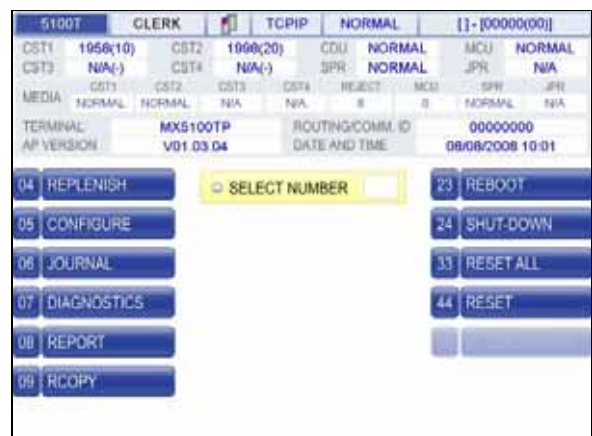 5100T CLERK TCPIP NORMAL [ ] - [00000(00)]
CST1 1958(10) CST2 1998(20) CDU NORMAL MCU NORMAL
CST3 N/A(-) CST4 N/A(-) SPR NORMAL JPR N/A
CST1 CST2 CST3 CST4 REJECT MCU SPR JPR
MEDIA NORMAL NORMAL N/A N/A NORMAL N/A
TERMINAL MX5100TP ROUTING/COMM. ID 00000000
AP VERSION V01.03.04 DATE AND TIME 08/08/2008 10:01
04 REPLENISH SELECT NUMBER 23 REBOOT
05 CONFIGURE 24 SHUT-DOWN
06 JOURNAL 33 RESET ALL
07 DIAGNOSTICS 44 RESET
08 REPORT
09 RCOPY